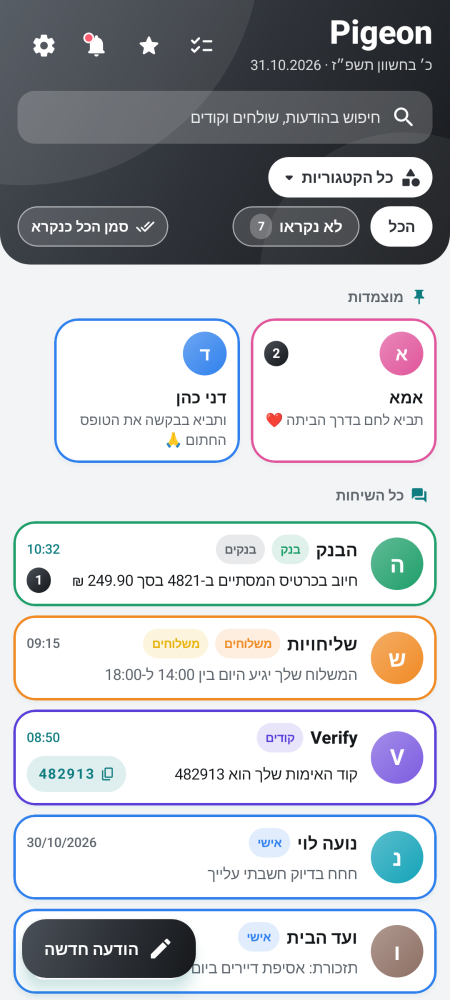 Pigeon
כ׳ בחשוון תשפ״ז · 31.10.2026
חיפוש בהודעות, שולחים וקודים
כל הקטגוריות
הכל
לא נקראו 7
סמן הכל כנקרא
מוצמדות
א
2
אמא
תביא לחם בדרך הביתה ❤️
ד
דני כהן
ותביא בבקשה את הטופס
החתום 🙏
כל השיחות
ה
הבנק בנק בנקים 10:32
חיוב בכרטיס המסתיים ב-4821 בסך 249.90 ₪ 1
ש
שליחויות משלוחים משלוחים 09:15
המשלוח שלך יגיע היום בין 14:00 ל-18:00
V
Verify קודים 08:50
קוד האימות שלך הוא 482913 482913
נ
נועה לוי אישי 30/10/2026
חחח בדיוק חשבתי עלייך
ו
ועד הבית אישי
תזכורת: אסיפת דיירים ביום
הודעה חדשה